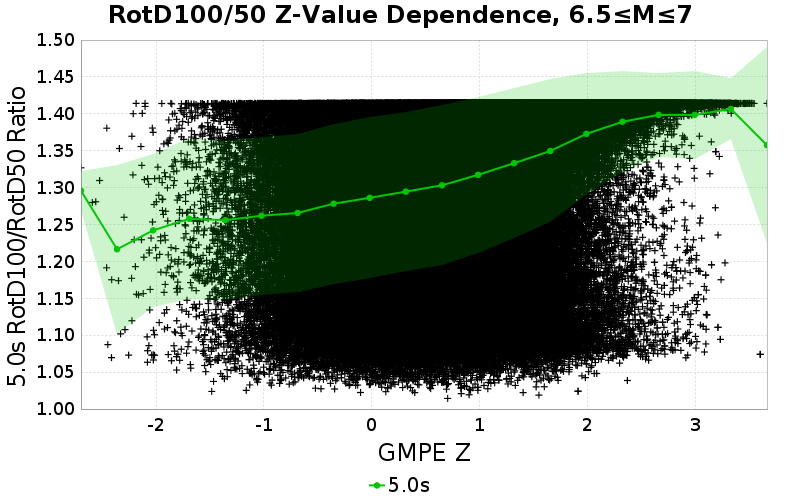 RotD100/50 Z-Value Dependence, 6.5≤M≤7
5.0s RotD100/RotD50 Ratio
1.50
1.45
1.40
1.35
1.30
1.25
1.20
1.15
1.10
1.05
1.00
-2 -1 0 1 2 3
GMPE Z
5.0s